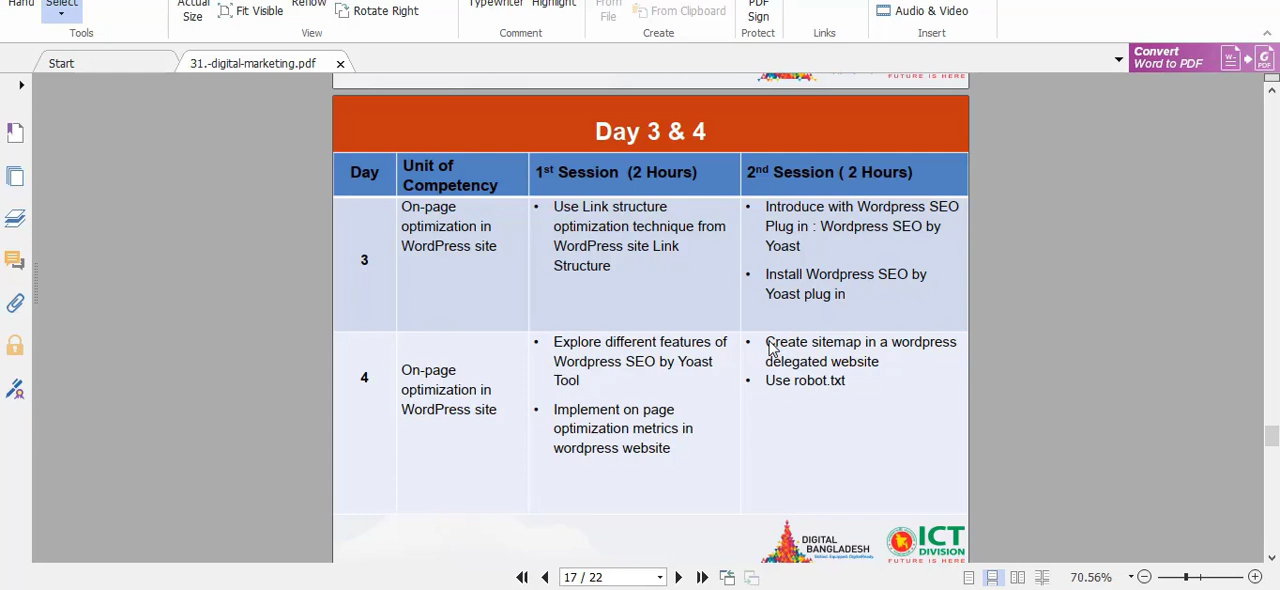 Hand
Select
Actual
Size
Fit Visible
Reflow
Rotate Right
Typewriter
Highlight
From
File
From Clipboard
PDF
Sign
Audio & Video
Tools
View
Comment
Create
Protect
Links
Insert
Start
31.-digital-marketing.pdf
Convert
Word to PDF
FUTURE IS HERE
Day 3 & 4
Day
Unit of
Competency
1st Session (2 Hours)
2nd Session ( 2 Hours)
3
On-page
optimization in
WordPress site
• Use Link structure
optimization technique from
WordPress site Link
Structure
• Introduce with Wordpress SEO
Plug in : Wordpress SEO by
Yoast
• Install Wordpress SEO by
Yoast plug in
4
On-page
optimization in
WordPress site
• Explore different features of
Wordpress SEO by Yoast
Tool
• Implement on page
optimization metrics in
wordpress website
• Create sitemap in a wordpress
delegated website
• Use robot.txt
DIGITAL
BANGLADESH
ICT
DIVISION
FUTURE IS HERE
17 / 22
70.56%